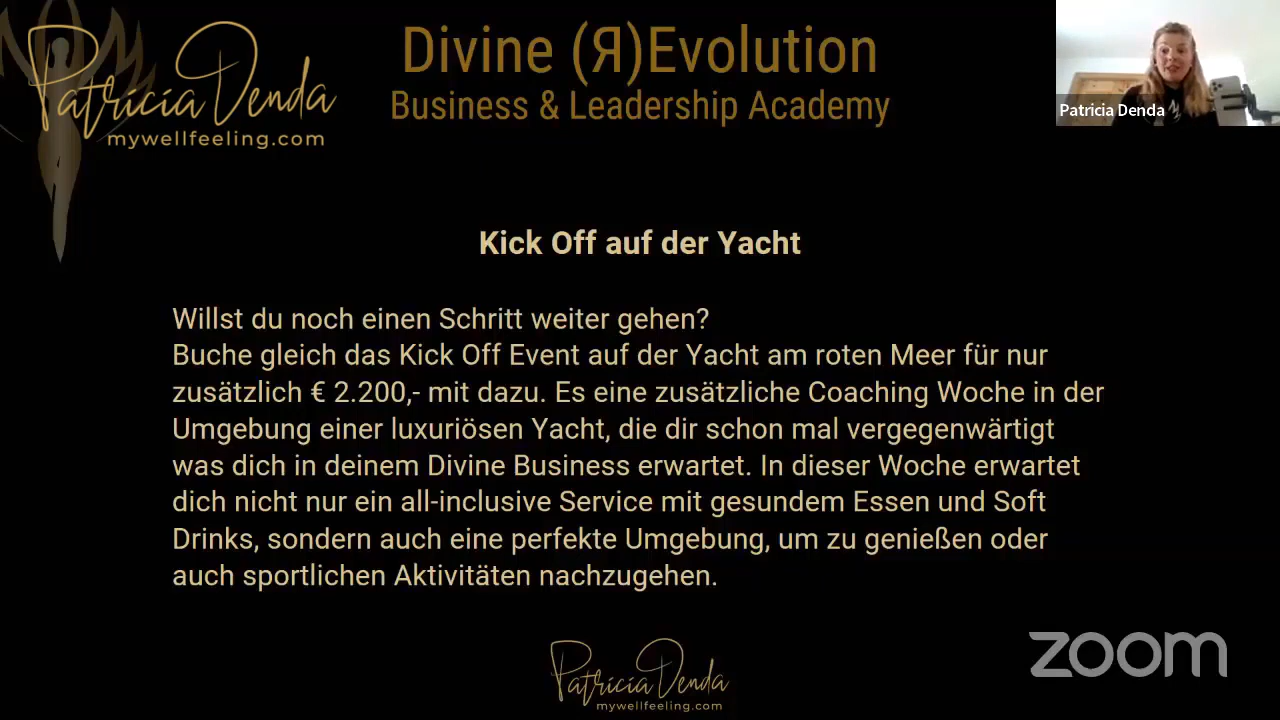 Patricia Denda
mywellfeeling.com
Divine (Я)Evolution
Business & Leadership Academy
Patricia Denda
Kick Off auf der Yacht
Willst du noch einen Schritt weiter gehen?
Buche gleich das Kick Off Event auf der Yacht am roten Meer für nur
zusätzlich € 2.200,- mit dazu. Es eine zusätzliche Coaching Woche in der
Umgebung einer luxuriösen Yacht, die dir schon mal vergegenwärtigt
was dich in deinem Divine Business erwartet. In dieser Woche erwartet
dich nicht nur ein all-inclusive Service mit gesundem Essen und Soft
Drinks, sondern auch eine perfekte Umgebung, um zu genießen oder
auch sportlichen Aktivitäten nachzugehen.
Patricia Denda
mywellfeeling.com
zoom